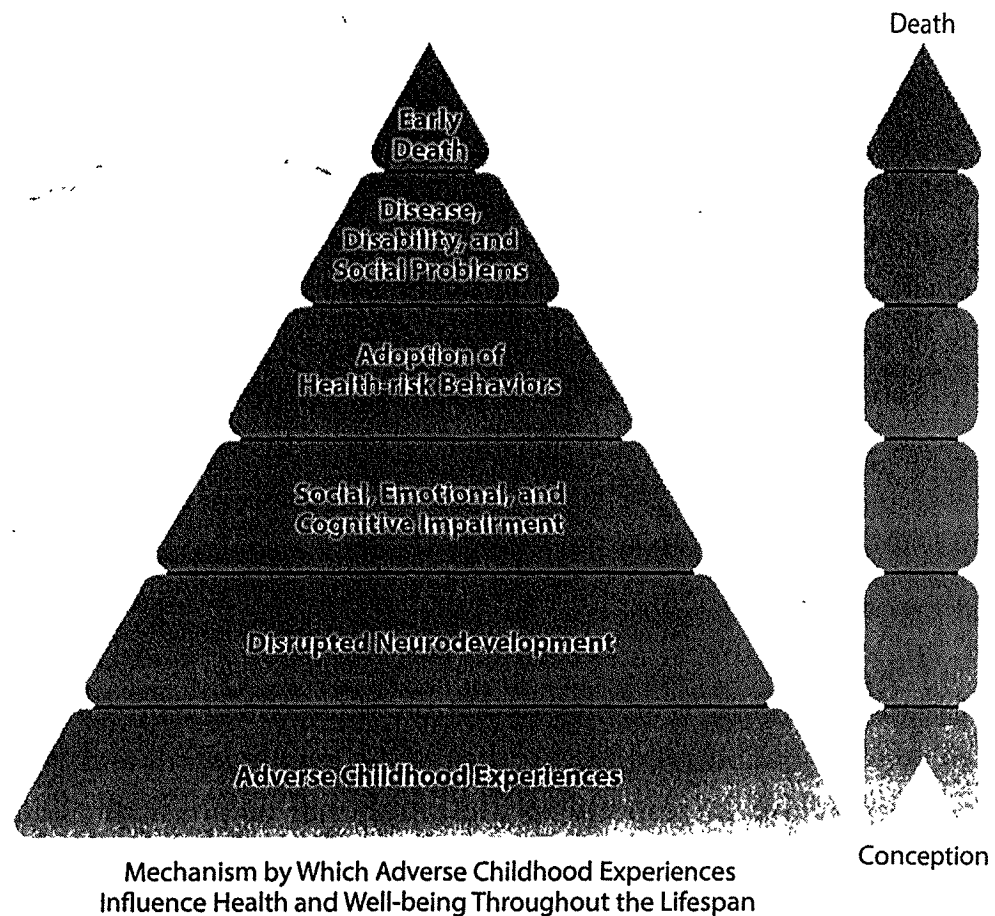 Death
Early
Death
Disease,
Disability, and
Social Problems
Adoption of
Health-risk Behaviors
Social, Emotional, and
Cognitive Impairment
Disrupted Neurodevelopment
Adverse Childhood Experiences
Conception
Mechanism by Which Adverse Childhood Experiences
Influence Health and Well-being Throughout the Lifespan